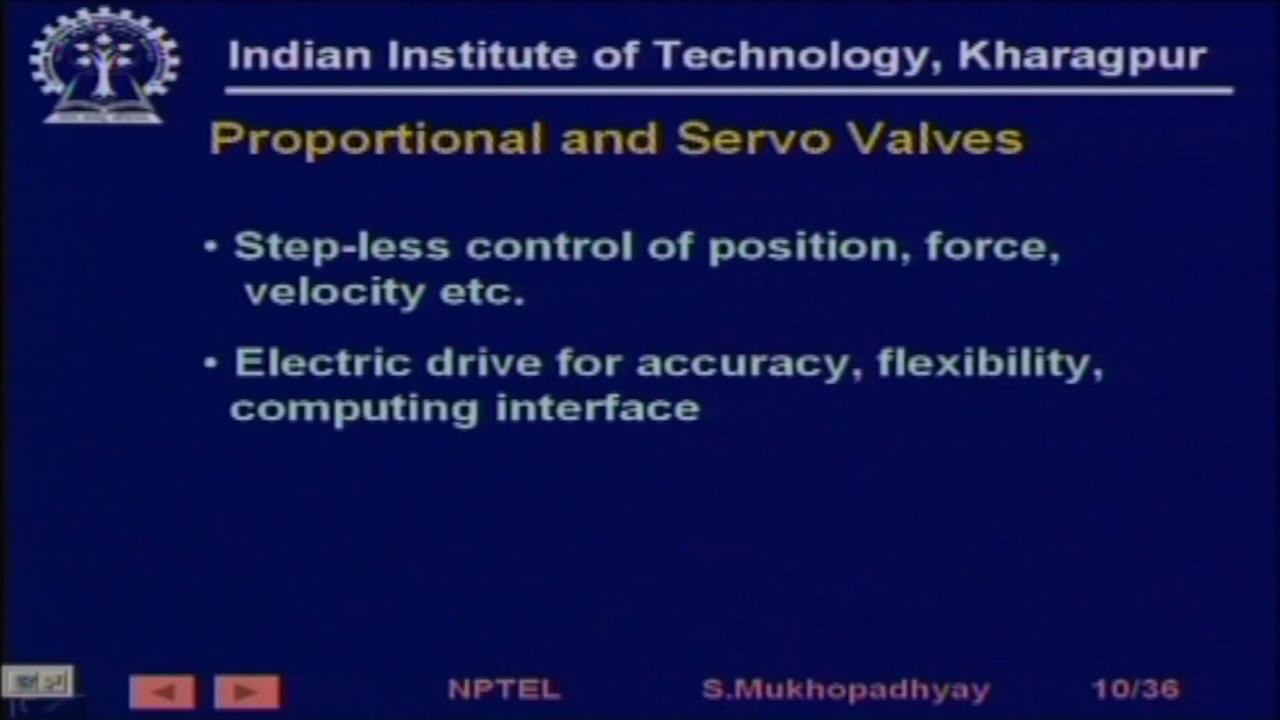 Indian Institute of Technology, Kharagpur
Proportional and Servo Valves
• Step-less control of position, force,
velocity etc.
• Electric drive for accuracy, flexibility,
computing interface
NPTEL S.Mukhopadhyay 10/36